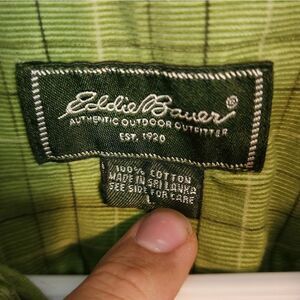 Eddie Bauer®
AUTHENTIC OUTDOOR OUTFITTER
EST. 1920
100% COTTON
MADE IN SRI LANKA
SEE SIDE FOR CARE
L